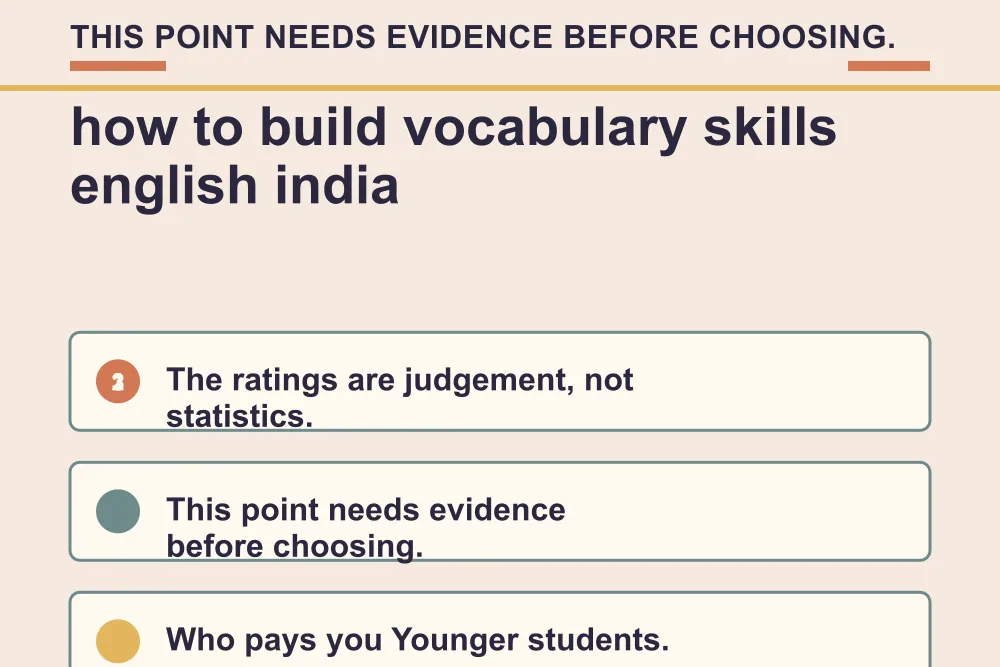 THIS POINT NEEDS EVIDENCE BEFORE CHOOSING.
how to build vocabulary skills
english india
The ratings are judgement, not
statistics.
This point needs evidence
before choosing.
Who pays you Younger students.